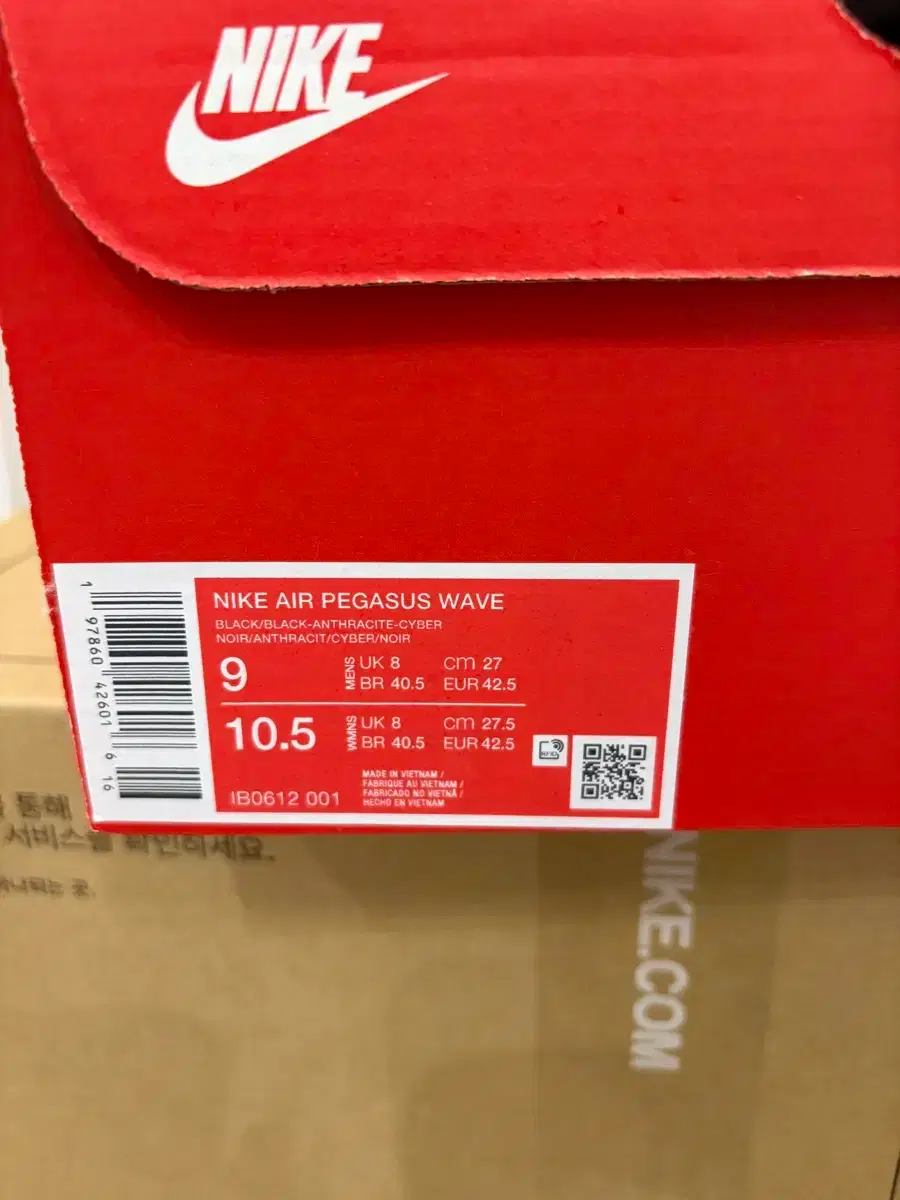 NIKE
NIKE AIR PEGASUS WAVE
BLACK/BLACK-ANTHRACITE-CYBER
NOIR/ANTHRACIT/CYBER/NOIR
9 MENS UK 8 cm 27
BR 40.5 EUR 42.5
10.5 WMNS UK 8 cm 27.5
BR 40.5 EUR 42.5
MADE IN VIETNAM /
FABRIQUE AU VIETNAM /
FABRICADO NO VIETNÃ /
HECHO EN VIETNAM
IB0612 001
1 97860 42601 6 16
통해
서비스를 확인하세요.
NIKE.COM